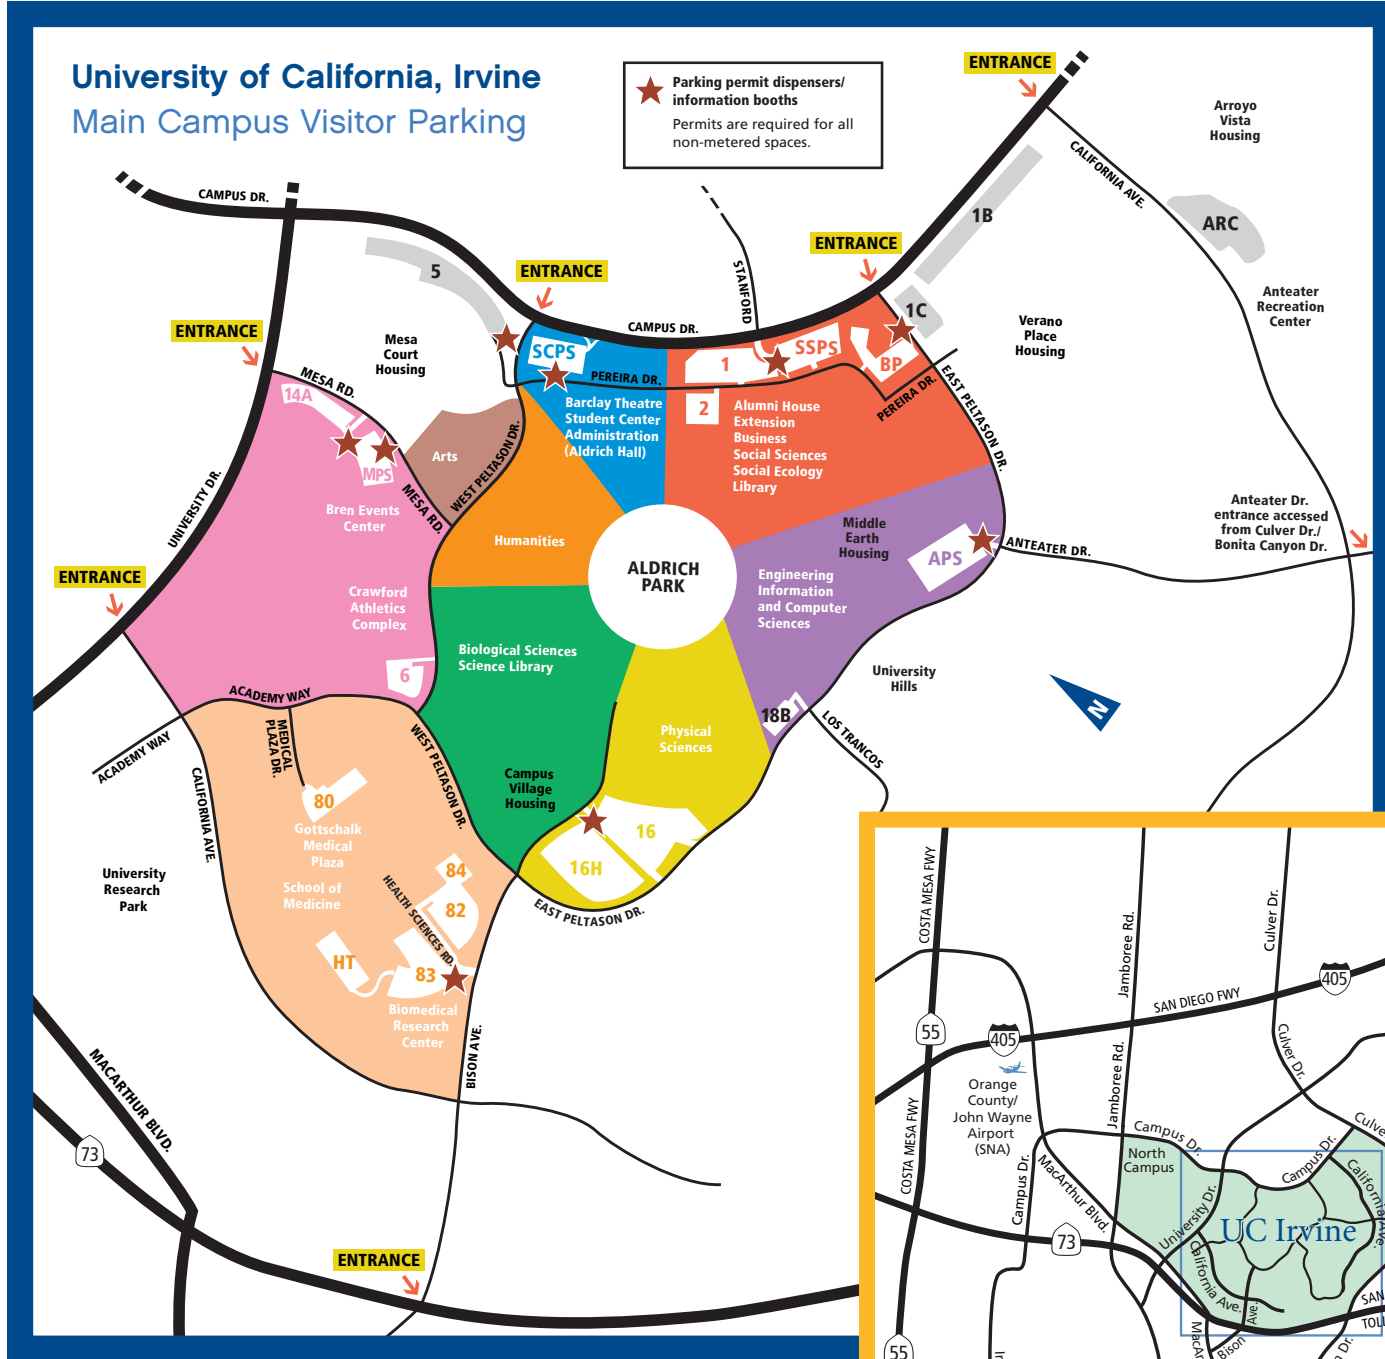 University of California, Irvine
Main Campus Visitor Parking
Parking permit dispensers/
information booths
Permits are required for all
non-metered spaces.
ENTRANCE
Arroyo
Vista
Housing
CALIFORNIA AVE.
CAMPUS DR.
1B
ARC
ENTRANCE
5
ENTRANCE
STANFORD
Anteater
Recreation
Center
1C
ENTRANCE
CAMPUS DR.
Verano
Place
Housing
Mesa
Court
Housing
SCPS
SSPS
1
BP
MESA RD.
PEREIRA DR.
PEREIRA DR.
EAST PELTASON DR.
14A
2
Barclay Theatre
Student Center
Administration
(Aldrich Hall)
Alumni House
Extension
Business
Social Sciences
Social Ecology
Library
Arts
WEST PELTASON DR.
MPS
MESA RD.
UNIVERSITY DR.
Bren Events
Center
Anteater Dr.
entrance accessed
from Culver Dr./
Bonita Canyon Dr.
Humanities
Middle
Earth
Housing
ANTEATER DR.
APS
ALDRICH
PARK
ENTRANCE
Engineering
Information
and Computer
Sciences
Crawford
Athletics
Complex
Biological Sciences
Science Library
6
University
Hills
ACADEMY WAY
N
18B
LOS TRANCOS
MEDICAL
PLAZA DR.
Physical
Sciences
ACADEMY WAY
WEST PELTASON DR.
CALIFORNIA AVE.
Campus
Village
Housing
80
Gottschalk
Medical
Plaza
16
16H
University
Research
Park
School of
Medicine
84
HEALTH SCIENCES RD.
82
EAST PELTASON DR.
HT
83
Biomedical
Research
Center
BISON AVE.
MACARTHUR BLVD.
73
ENTRANCE
COSTA MESA FWY
Jamboree Rd.
Culver Dr.
405
SAN DIEGO FWY
55
405
Culver Dr.
Jamboree Rd.
Orange
County/
John Wayne
Airport
(SNA)
COSTA MESA FWY
Campus Dr.
Culve
North
Campus
Campus Dr.
MacArthur Blvd.
Campus Dr.
California Ave.
University Dr.
UC Irvine
73
California Ave.
SAN
TOLL
Ave.
Bison
MacAr
n Dr.
55
Ir